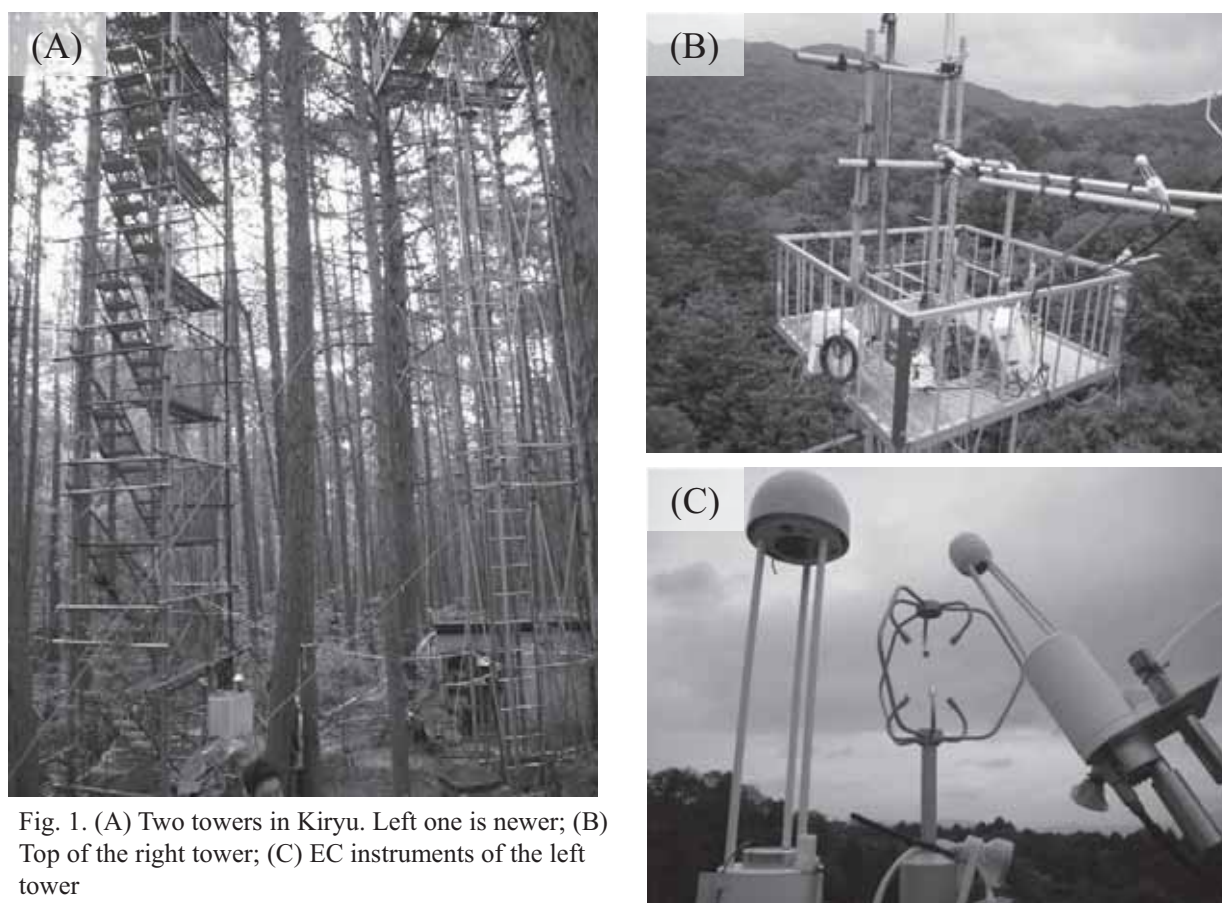 (A)
(B)
(C)
Fig. 1. (A) Two towers in Kiryu. Left one is newer; (B)
Top of the right tower; (C) EC instruments of the left
tower